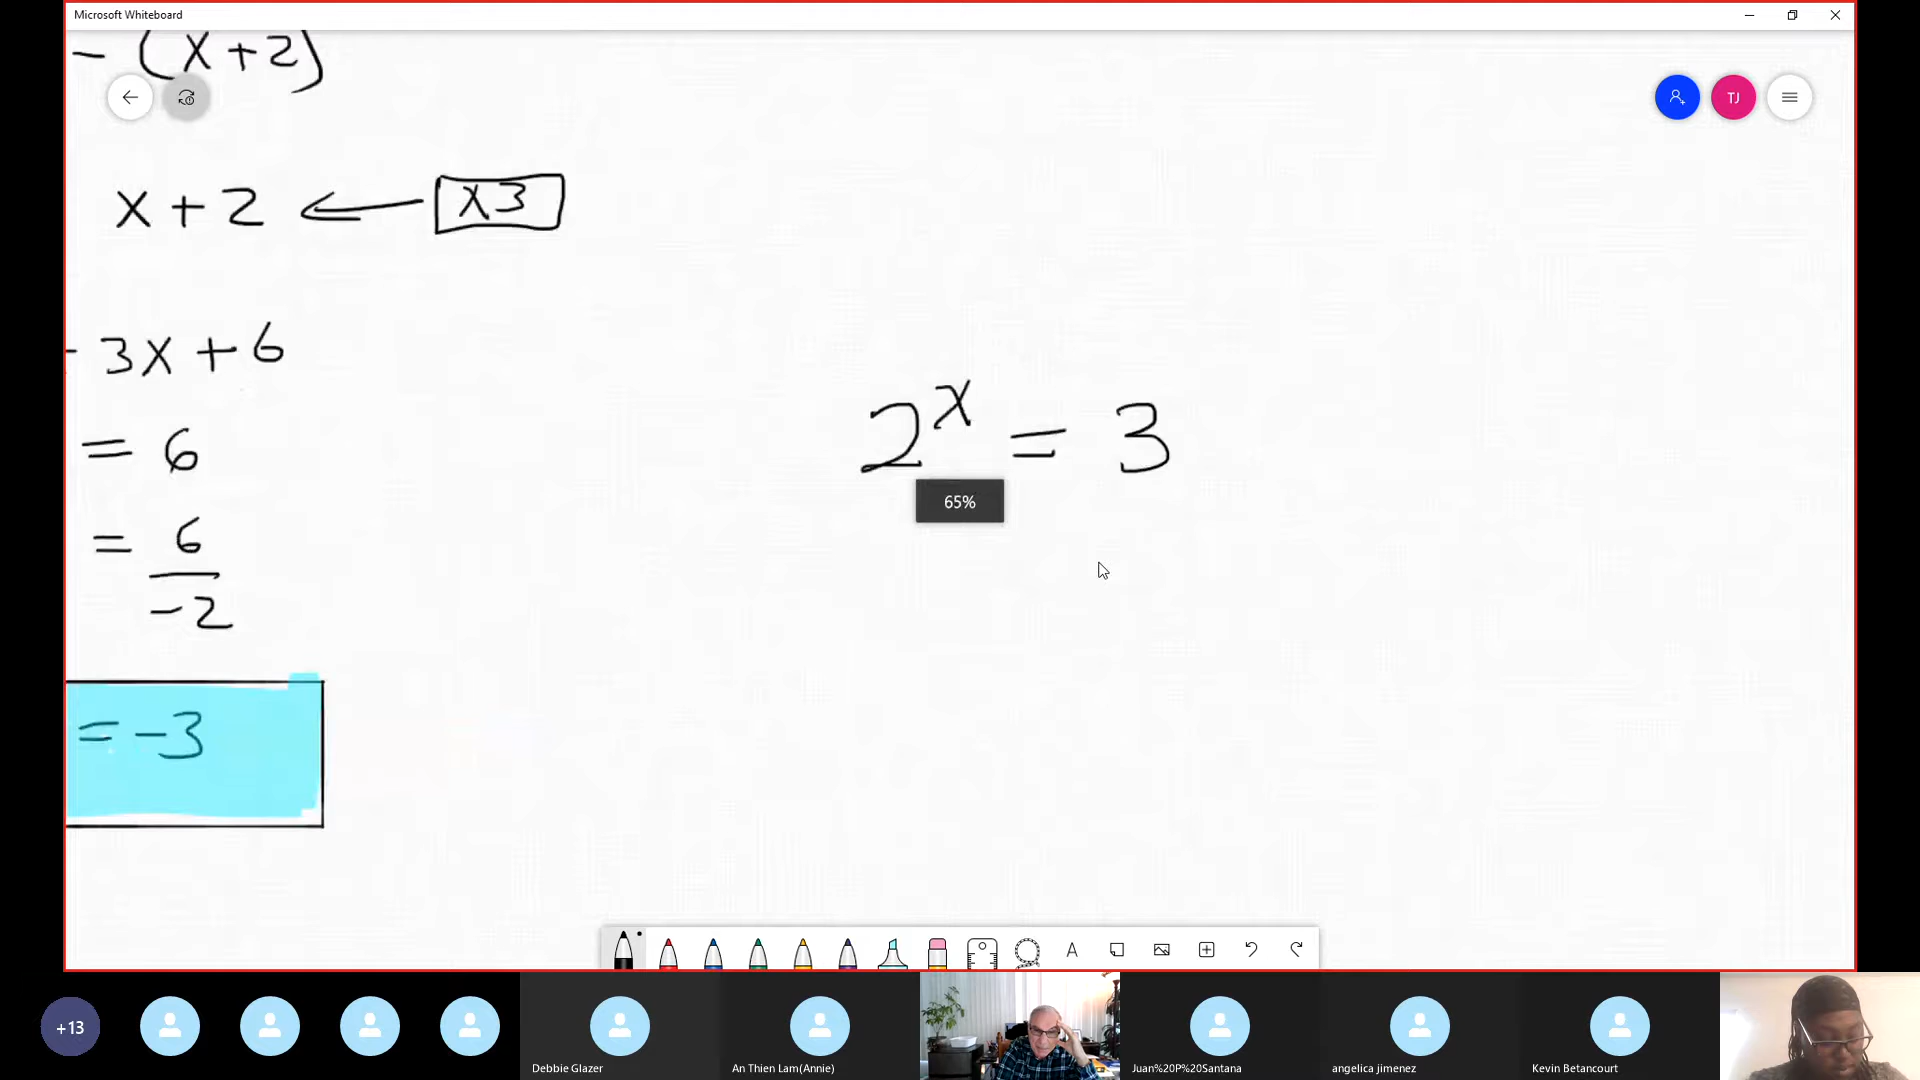 Microsoft Whiteboard
- (x+2)
TJ
x+2 ← x3
3x+6
2^x = 3
= 6
65%
= 6/-2
= -3
A
+13
Debbie Glazer
An Thien Lam(Annie)
Juan%20P%20Santana
angelica jimenez
Kevin Betancourt